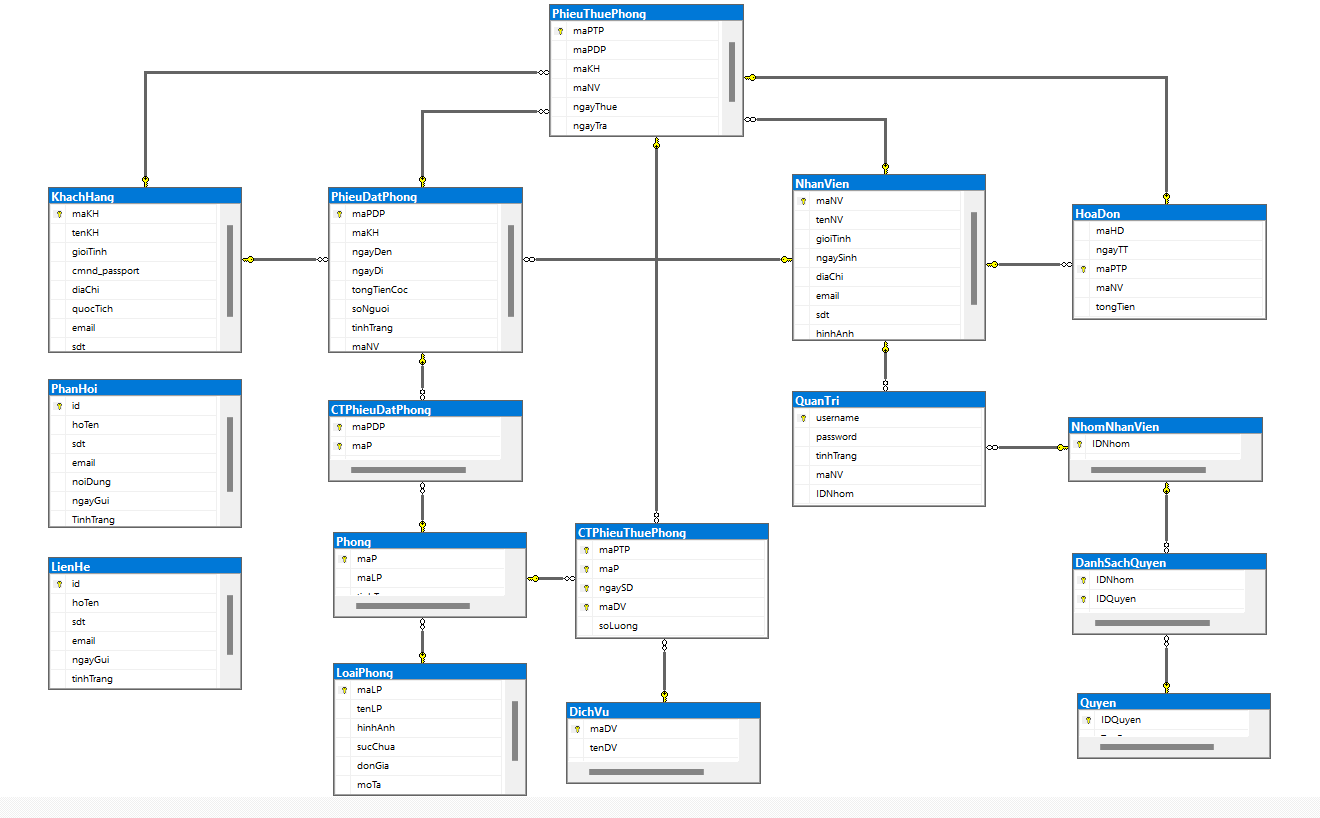 PhieuThuePhong
maPTP
maPDP
maKH
maNV
ngayThue
ngayTra
KhachHang
maKH
tenKH
gioiTinh
cmnd_passport
diaChi
quocTich
email
sdt
PhieuDatPhong
maPDP
maKH
ngayDen
ngayDi
tongTienCoc
soNguoi
tinhTrang
maNV
NhanVien
maNV
tenNV
gioiTinh
ngaySinh
diaChi
email
sdt
hinhAnh
HoaDon
maHD
ngayTT
maPTP
maNV
tongTien
PhanHoi
id
hoTen
sdt
email
noiDung
ngayGui
TinhTrang
CTPhieuDatPhong
maPDP
maP
QuanTri
username
password
tinhTrang
maNV
IDNhom
NhomNhanVien
IDNhom
Phong
maP
maLP
CTPhieuThuePhong
maPTP
maP
ngaySD
maDV
soLuong
DanhSachQuyen
IDNhom
IDQuyen
LienHe
id
hoTen
sdt
email
ngayGui
tinhTrang
LoaiPhong
maLP
tenLP
hinhAnh
sucChua
donGia
moTa
DichVu
maDV
tenDV
Quyen
IDQuyen